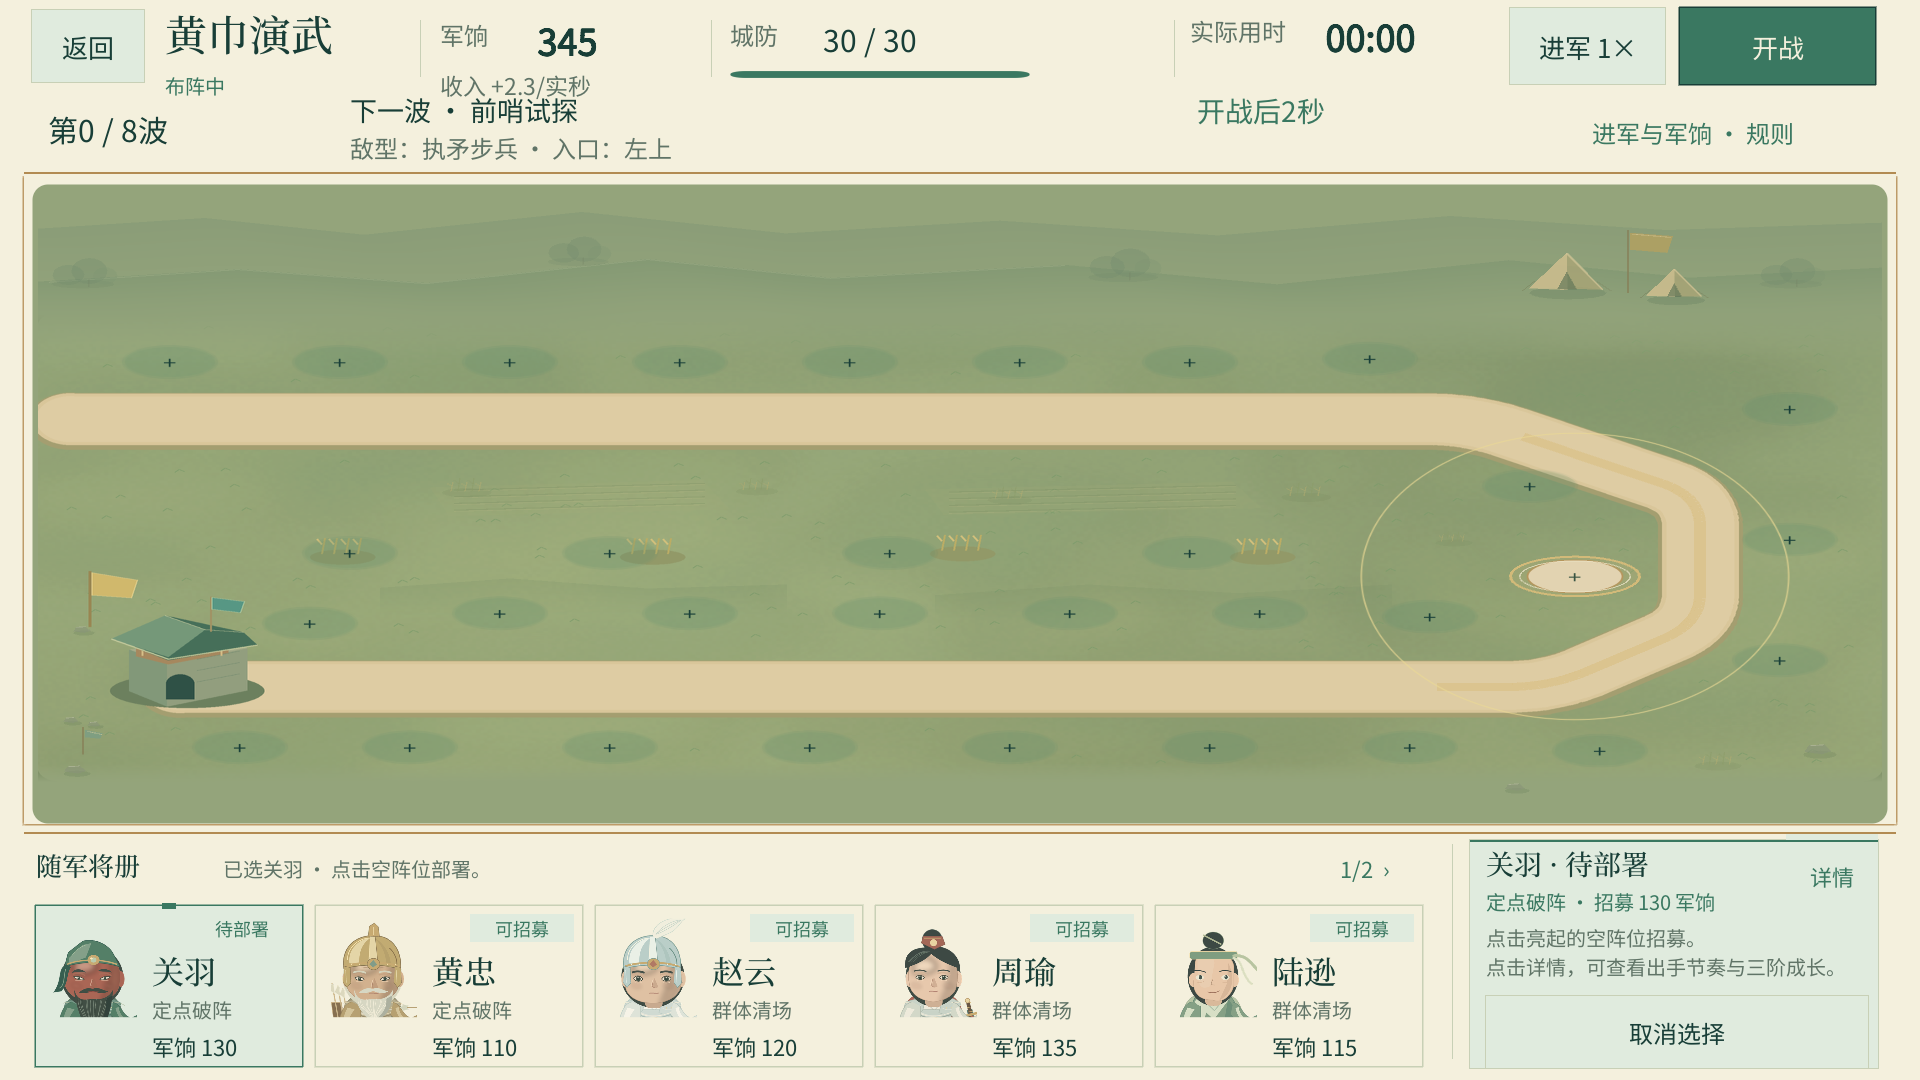 返回
黄巾演武
布阵中
军饷
345
收入 +2.3/实秒
城防
30 / 30
实际用时
00:00
进军 1×
开战
第0 / 8波
下一波 · 前哨试探
敌型：执矛步兵 · 入口：左上
开战后2秒
进军与军饷 · 规则
随军将册
已选关羽 · 点击空阵位部署。
1/2 ›
待部署
关羽
定点破阵
军饷 130
可招募
黄忠
定点破阵
军饷 110
可招募
赵云
群体清场
军饷 120
可招募
周瑜
群体清场
军饷 135
可招募
陆逊
群体清场
军饷 115
关羽 · 待部署
详情
定点破阵 · 招募 130 军饷
点击亮起的空阵位招募。
点击详情，可查看出手节奏与三阶成长。
取消选择